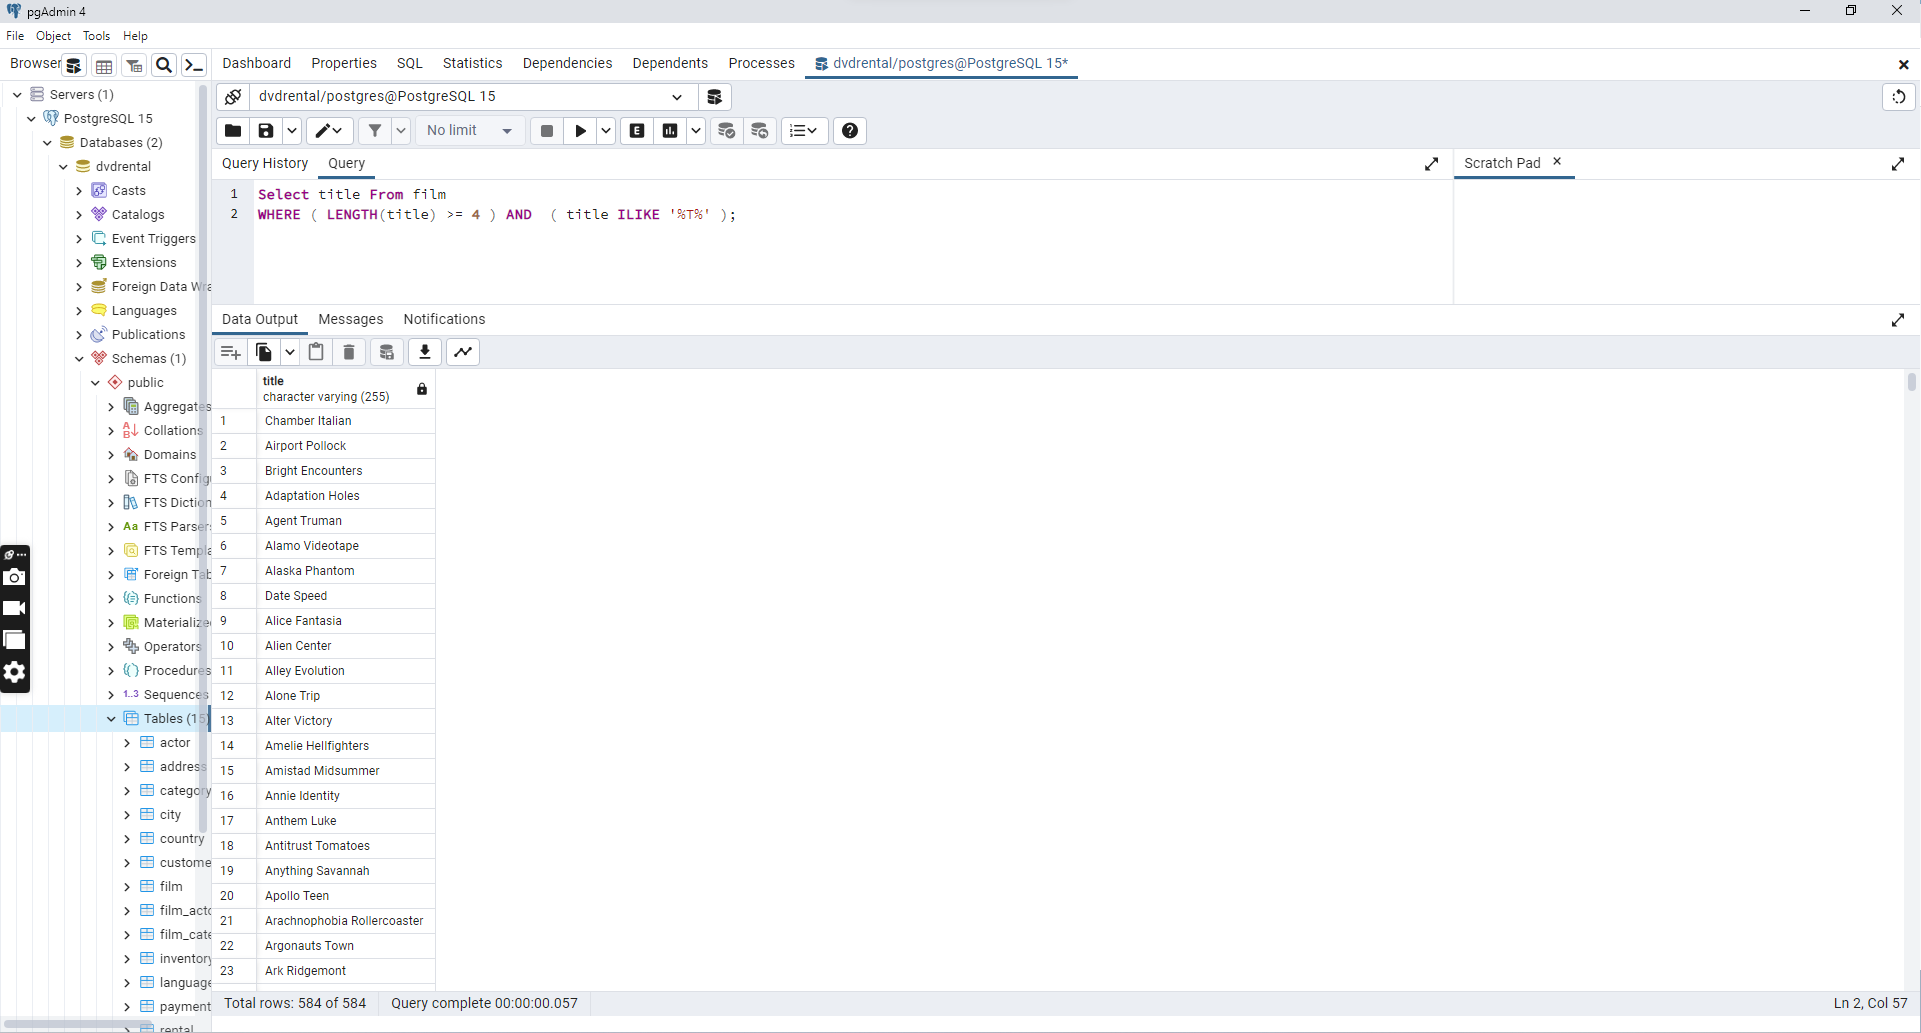 pgAdmin 4
File Object Tools Help
Browser
Dashboard Properties SQL Statistics Dependencies Dependents Processes dvdrental/postgres@PostgreSQL 15*
Servers (1)
PostgreSQL 15
Databases (2)
dvdrental
Casts
Catalogs
Event Triggers
Extensions
Foreign Data Wra
Languages
Publications
Schemas (1)
public
Aggregates
Collations
Domains
FTS Config
FTS Diction
FTS Parsers
FTS Templa
Foreign Tab
Functions
Materialize
Operators
Procedures
1..3 Sequences
Tables (15)
actor
address
category
city
country
custome
film
film_acto
film_cate
inventory
language
payment
rental
dvdrental/postgres@PostgreSQL 15
No limit
E
Query History Query
Scratch Pad
1 Select title From film
2 WHERE ( LENGTH(title) >= 4 ) AND ( title ILIKE '%T%' );
Data Output Messages Notifications
title
character varying (255)
1 Chamber Italian
2 Airport Pollock
3 Bright Encounters
4 Adaptation Holes
5 Agent Truman
6 Alamo Videotape
7 Alaska Phantom
8 Date Speed
9 Alice Fantasia
10 Alien Center
11 Alley Evolution
12 Alone Trip
13 Alter Victory
14 Amelie Hellfighters
15 Amistad Midsummer
16 Annie Identity
17 Anthem Luke
18 Antitrust Tomatoes
19 Anything Savannah
20 Apollo Teen
21 Arachnophobia Rollercoaster
22 Argonauts Town
23 Ark Ridgemont
Total rows: 584 of 584 Query complete 00:00:00.057 Ln 2, Col 57